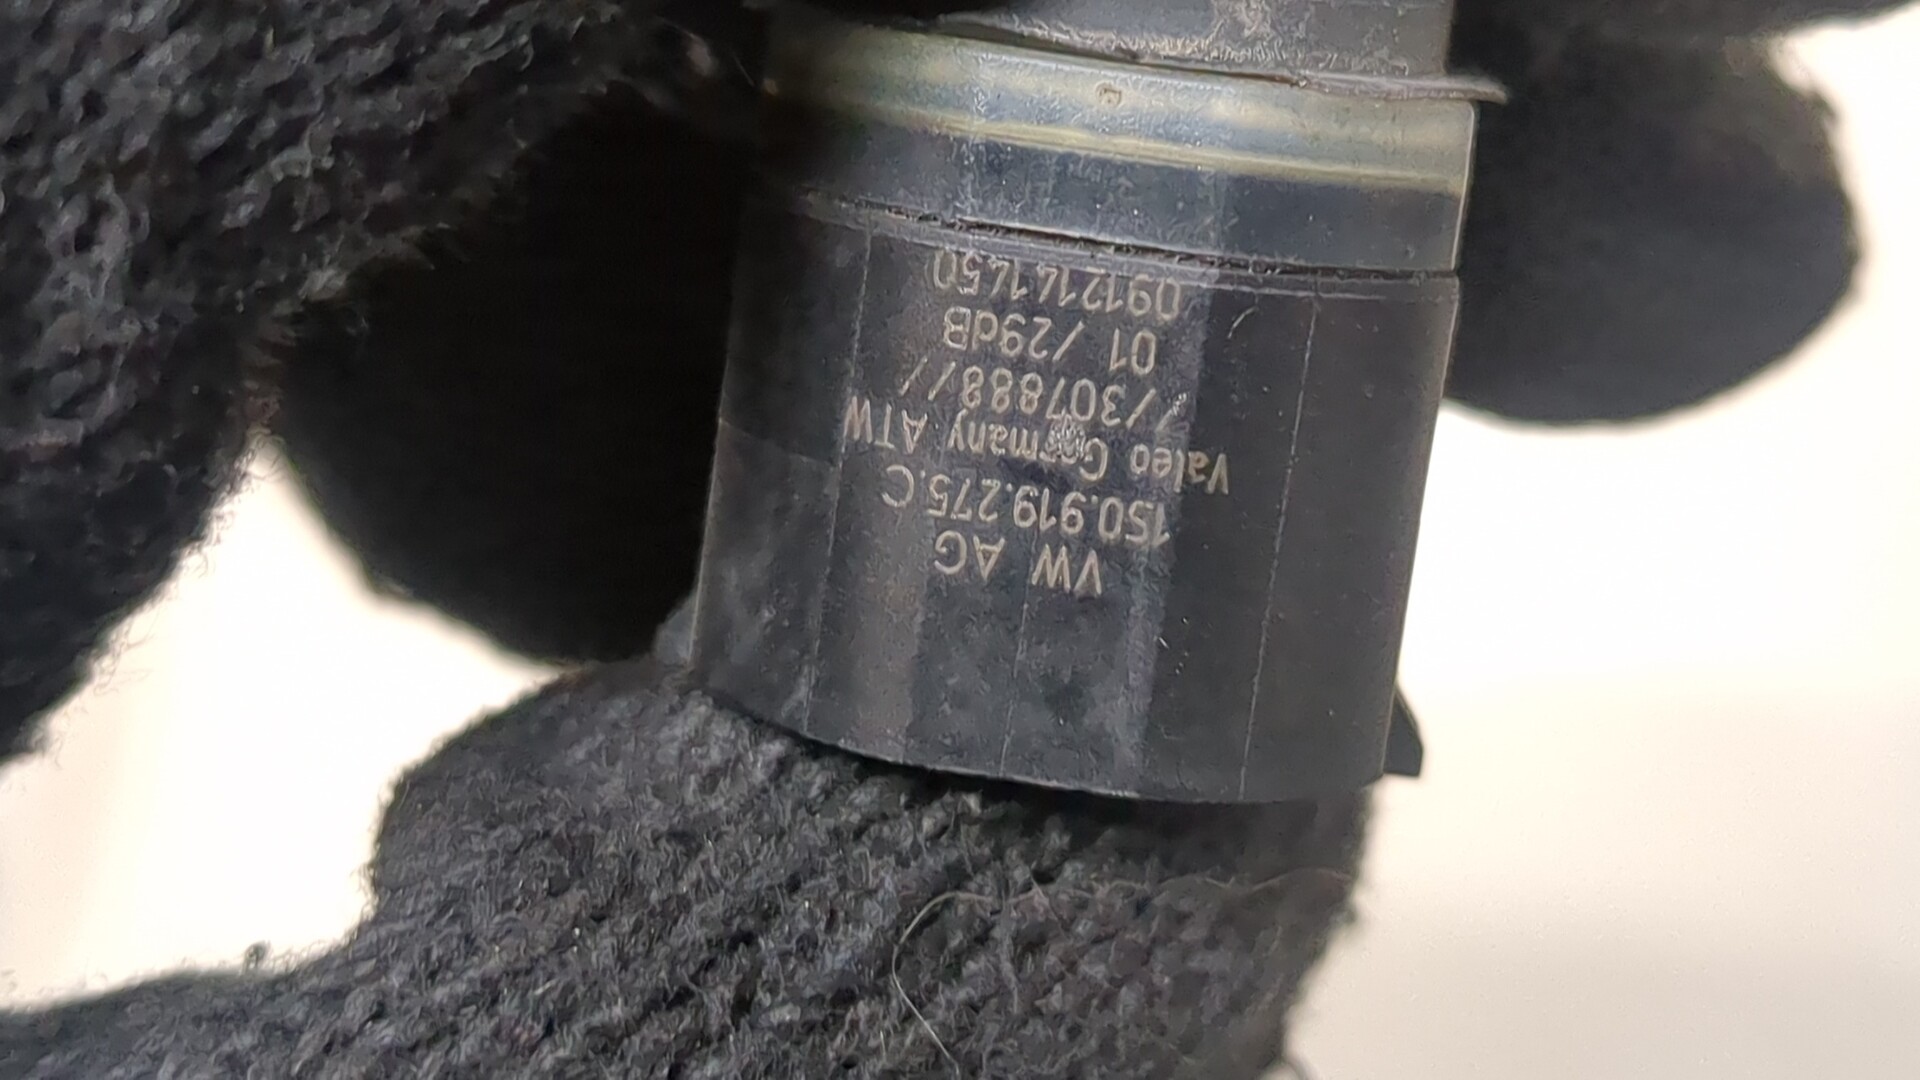 VW AG
1S0.919.275.C
Valeo Germany ATW
//307888//
01 /29dB
0912141450